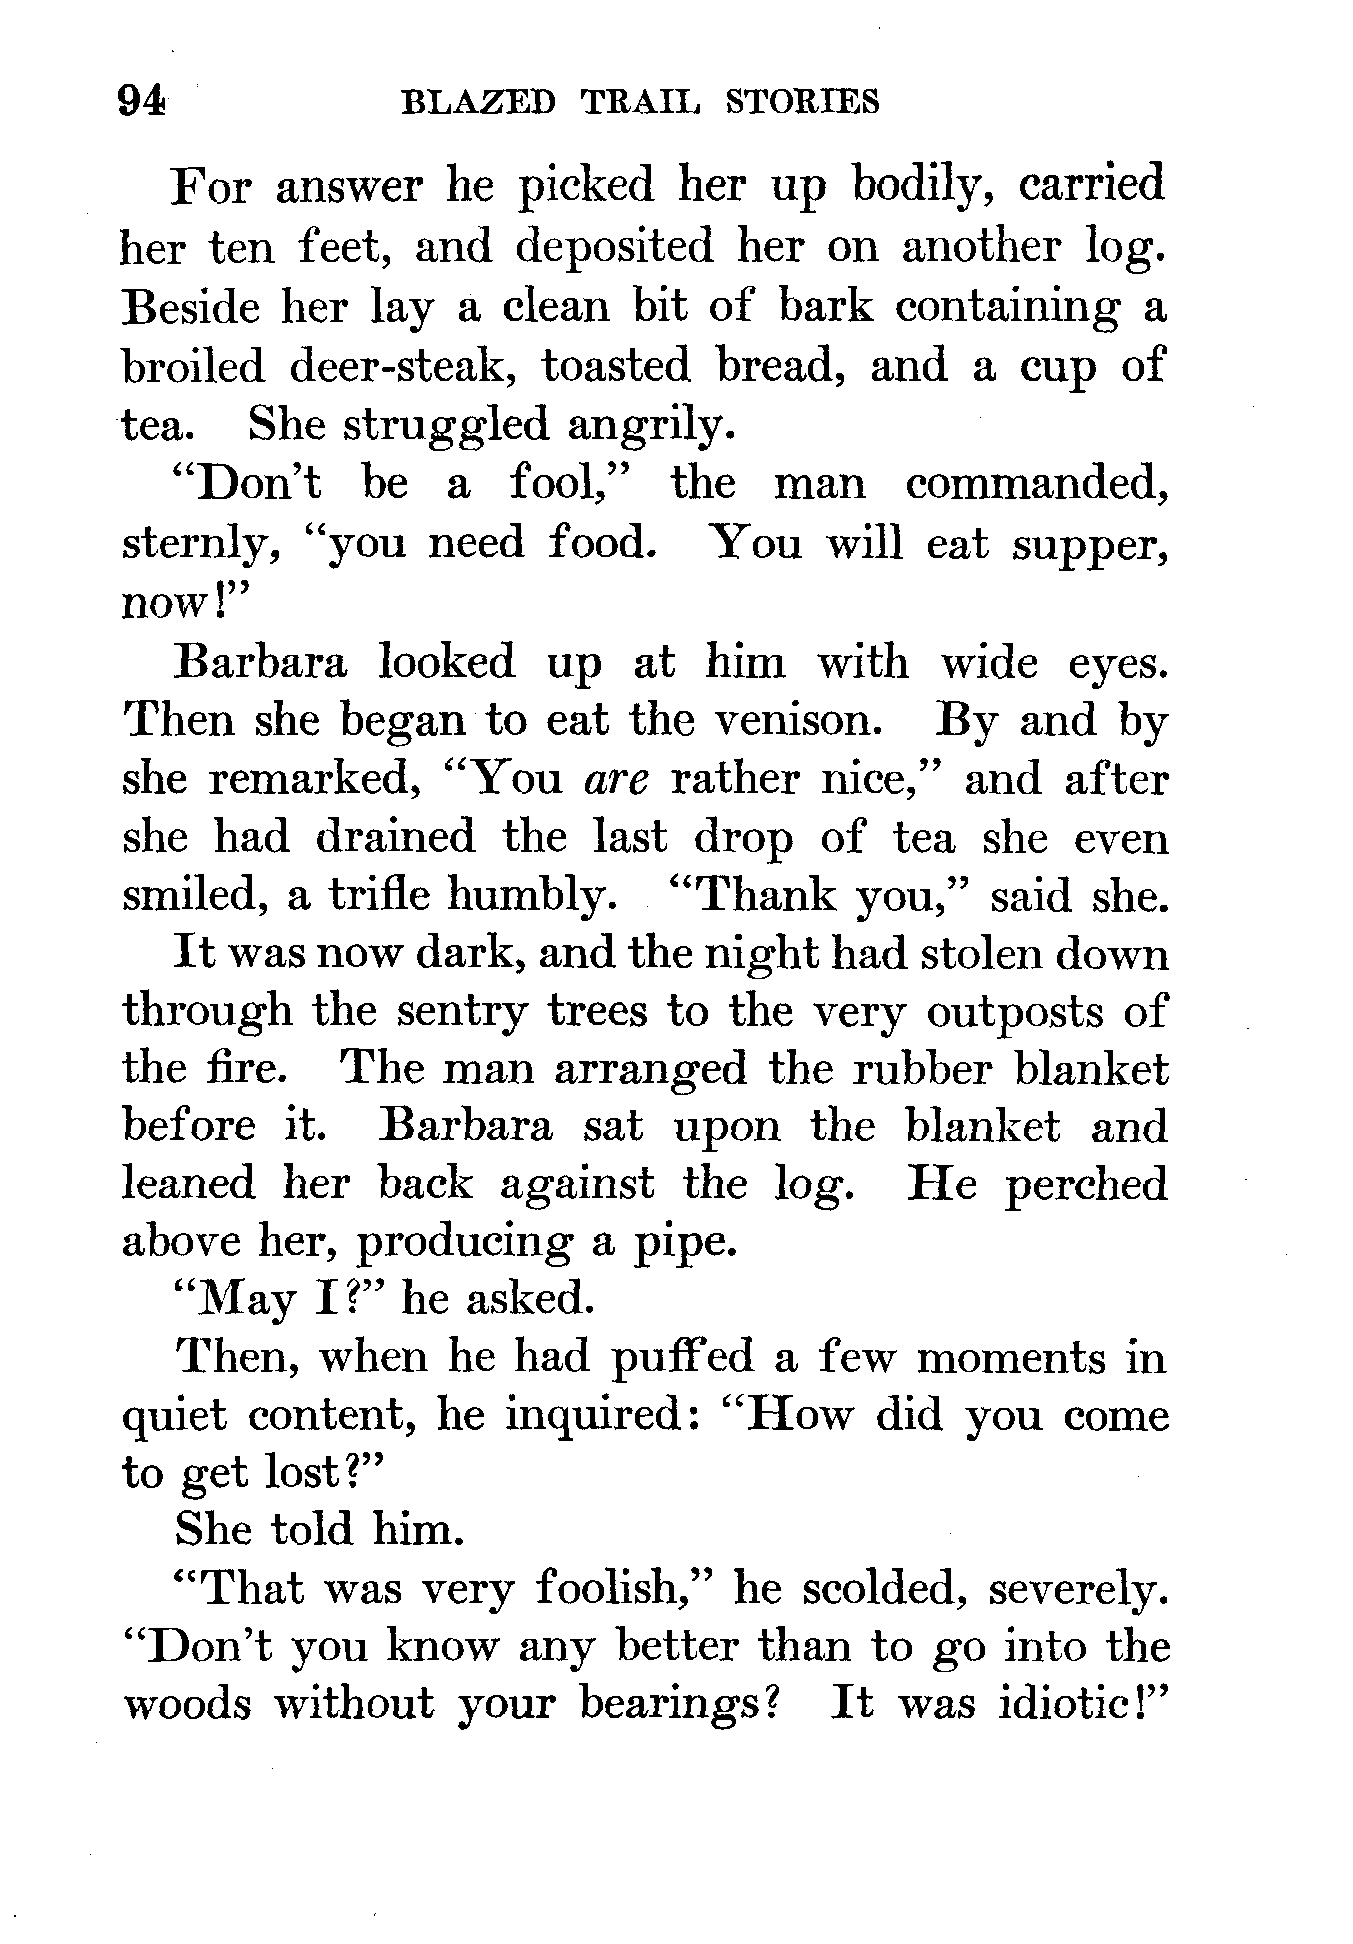 94 BLAZED TRAIL STORIES
For answer he picked her up bodily, carried
her ten feet, and deposited her on another log.
Beside her lay a clean bit of bark containing a
broiled deer-steak, toasted bread, and a cup of
tea. She struggled angrily.
“Don’t be a fool,” the man commanded,
sternly, “you need food. You will eat supper,
now!”
Barbara looked up at him with wide eyes.
Then she began to eat the venison. By and by
she remarked, “You are rather nice,” and after
she had drained the last drop of tea she even
smiled, a trifle humbly. “Thank you,” said she.
It was now dark, and the night had stolen down
through the sentry trees to the very outposts of
the fire. The man arranged the rubber blanket
before it. Barbara sat upon the blanket and
leaned her back against the log. He perched
above her, producing a pipe.
“May I?” he asked.
Then, when he had puffed a few moments in
quiet content, he inquired: “How did you come
to get lost?”
She told him.
“That was very foolish,” he scolded, severely.
“Don’t you know any better than to go into the
woods without your bearings? It was idiotic!”